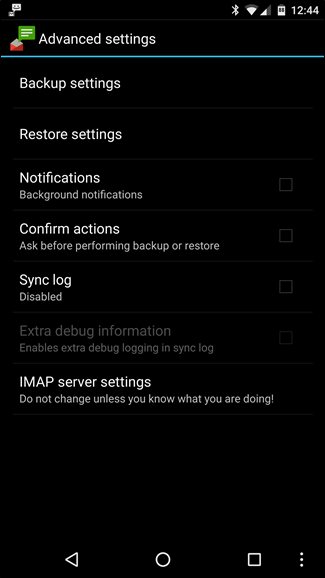 12:44
Advanced settings
Backup settings
Restore settings
Notifications
Background notifications
Confirm actions
Ask before performing backup or restore
Sync log
Disabled
Extra debug information
Enables extra debug logging in sync log
IMAP server settings
Do not change unless you know what you are doing!